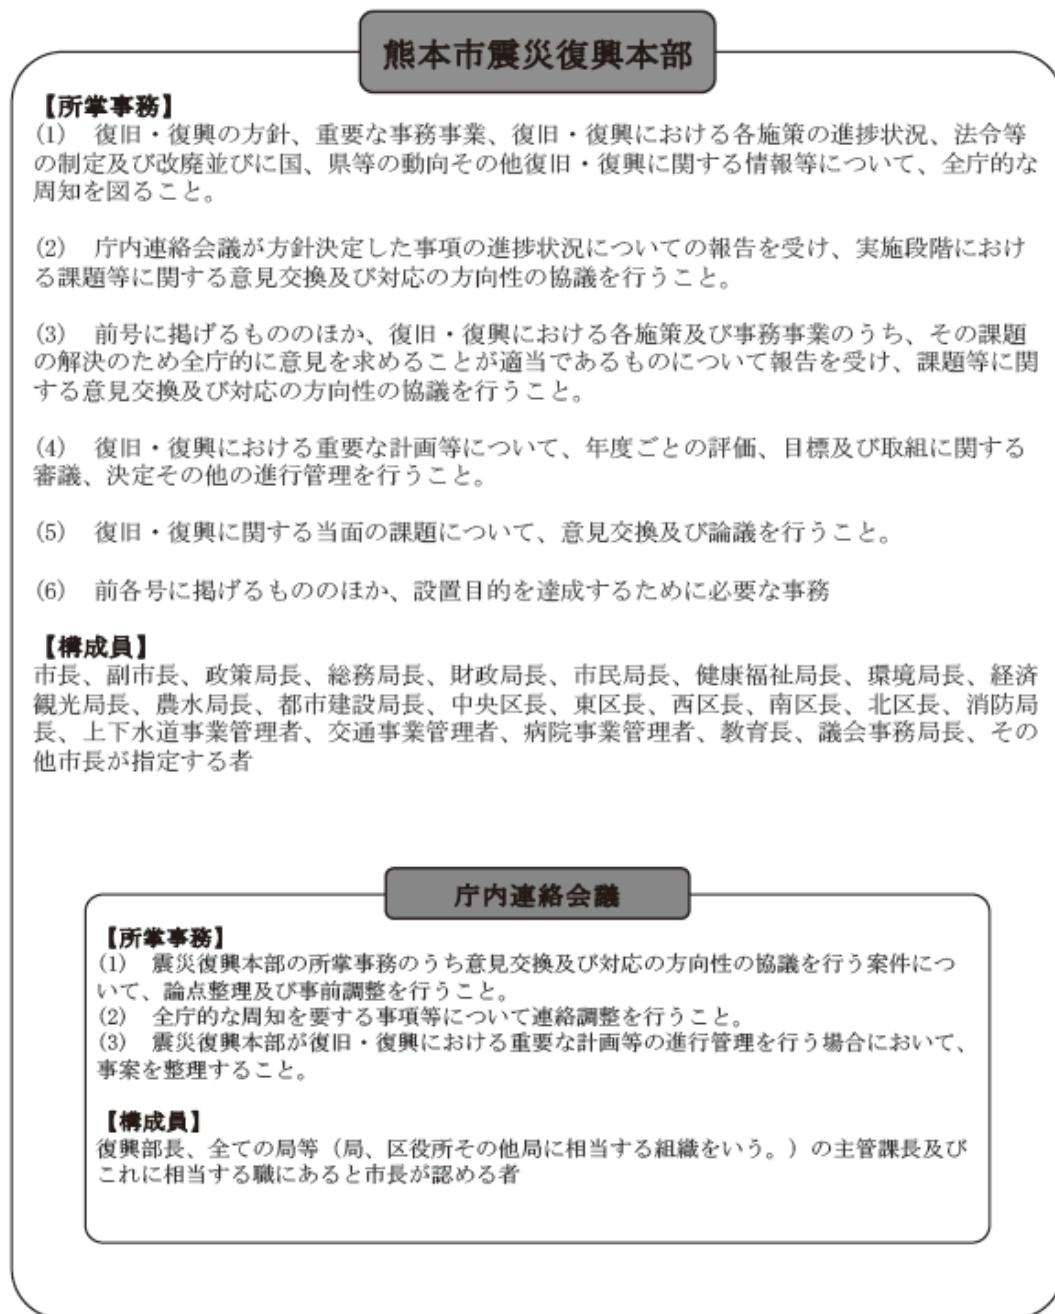 熊本市震災復興本部
【所掌事務】
(1)　復旧・復興の方針、重要な事務事業、復旧・復興における各施策の進捗状況、法令等
の制定及び改廃並びに国、県等の動向その他復旧・復興に関する情報等について、全庁的な
周知を図ること。
(2)　庁内連絡会議が方針決定した事項の進捗状況についての報告を受け、実施段階におけ
る課題等に関する意見交換及び対応の方向性の協議を行うこと。
(3)　前号に掲げるもののほか、復旧・復興における各施策及び事務事業のうち、その課題
の解決のため全庁的に意見を求めることが適当であるものについて報告を受け、課題等に関
する意見交換及び対応の方向性の協議を行うこと。
(4)　復旧・復興における重要な計画等について、年度ごとの評価、目標及び取組に関する
審議、決定その他の進行管理を行うこと。
(5)　復旧・復興に関する当面の課題について、意見交換及び論議を行うこと。
(6)　前各号に掲げるもののほか、設置目的を達成するために必要な事務
【構成員】
市長、副市長、政策局長、総務局長、財政局長、市民局長、健康福祉局長、環境局長、経済
観光局長、農水局長、都市建設局長、中央区長、東区長、西区長、南区長、北区長、消防局
長、上下水道事業管理者、交通事業管理者、病院事業管理者、教育長、議会事務局長、その
他市長が指定する者
庁内連絡会議
【所掌事務】
(1)　震災復興本部の所掌事務のうち意見交換及び対応の方向性の協議を行う案件につ
いて、論点整理及び事前調整を行うこと。
(2)　全庁的な周知を要する事項等について連絡調整を行うこと。
(3)　震災復興本部が復旧・復興における重要な計画等の進行管理を行う場合において、
事案を整理すること。
【構成員】
復興部長、全ての局等（局、区役所その他局に相当する組織をいう。）の主管課長及び
これに相当する職にあると市長が認める者